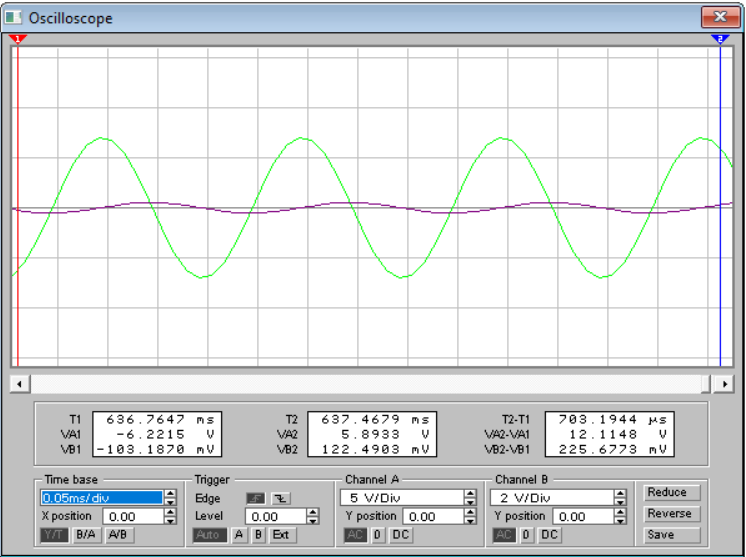 Oscilloscope
1 2
T1 636.7647 ms T2 637.4679 ms T2-T1 703.1944 µs
VA1 -6.2215 V VA2 5.8933 V VA2-VA1 12.1148 V
VB1 -103.1870 mV VB2 122.4903 mV VB2-VB1 225.6773 mV
Time base Trigger Channel A Channel B
0.05ms/div Edge 5 V/Div 2 V/Div Reduce
X position 0.00 Level 0.00 Y position 0.00 Y position 0.00 Reverse
Y/T B/A A/B Auto A B Ext AC 0 DC AC 0 DC Save